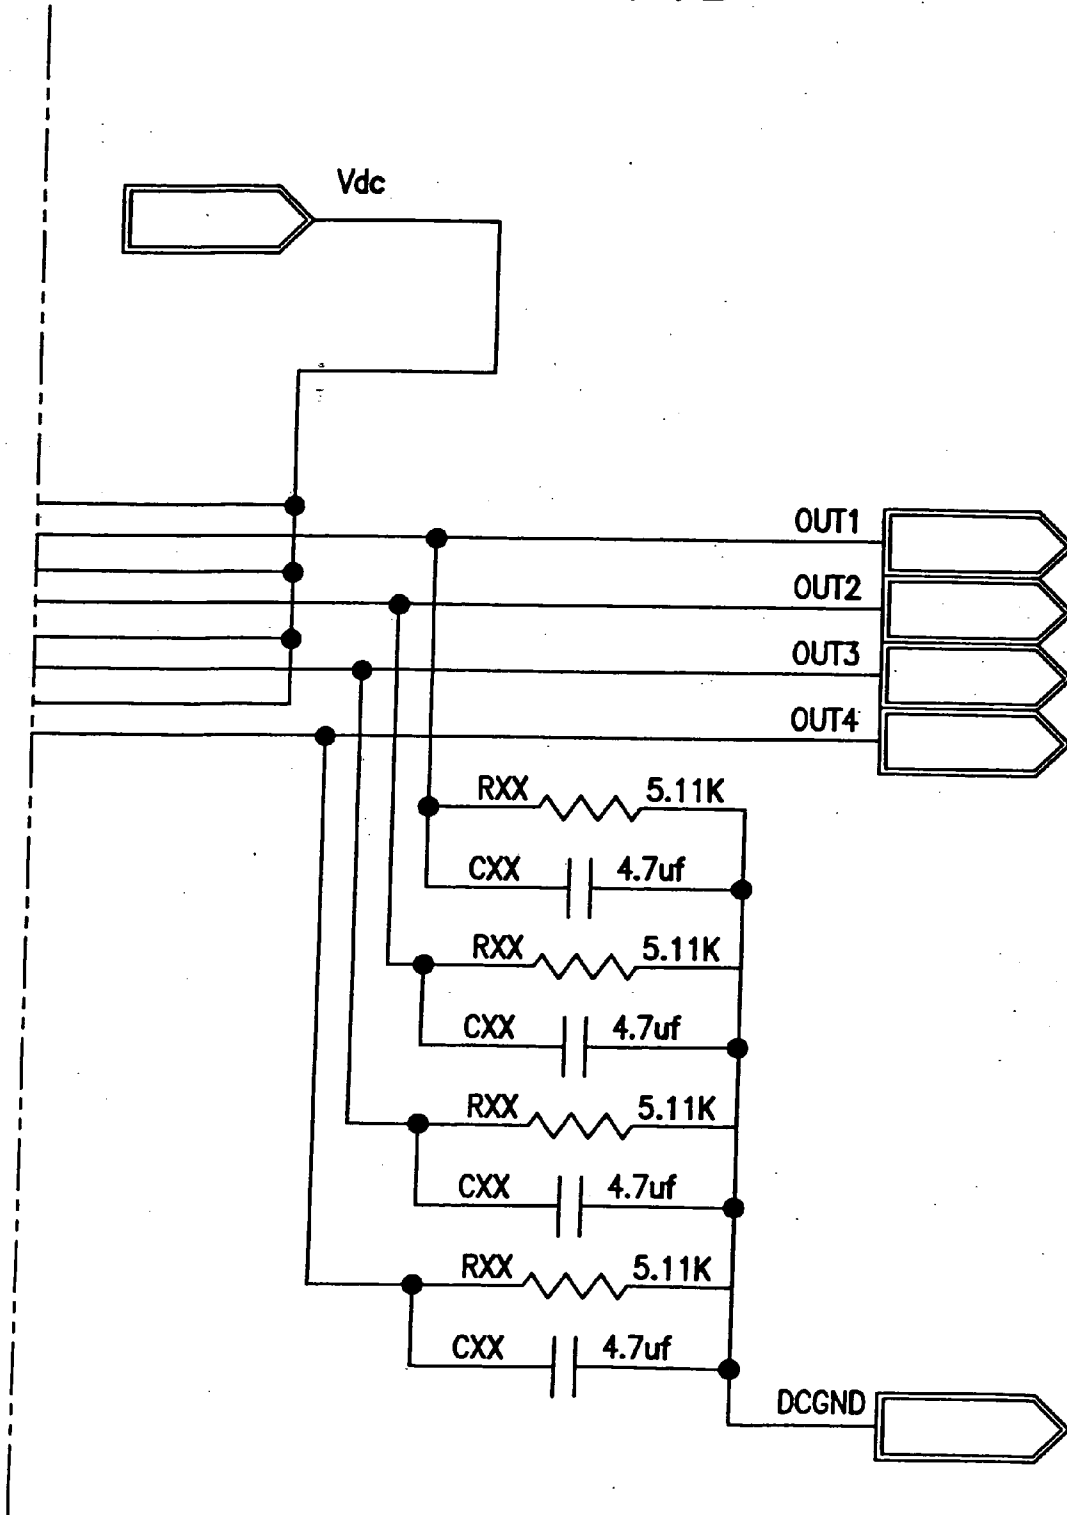 Vdc
OUT1
OUT2
OUT3
OUT4
RXX 5.11K
CXX 4.7uf
RXX 5.11K
CXX 4.7uf
RXX 5.11K
CXX 4.7uf
RXX 5.11K
CXX 4.7uf
DCGND